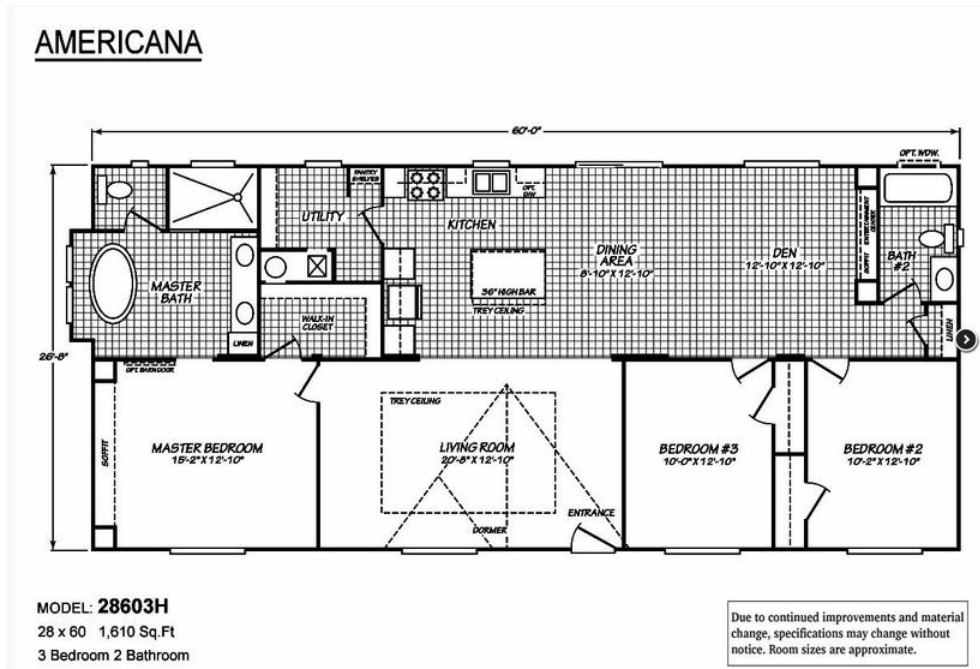 AMERICANA
60'-0"
OPT. WDW.
PANTRY
SHELVES
UTILITY
KITCHEN
OPT.
D/W
DINING
AREA
8'-10"X12'-10"
DEN
12'-10"X12'-10"
ENTERTAINMENT
CENTER
SOFFIT
BATH
#2
LINEN
36" HIGH BAR
TREY CEILING
MASTER
BATH
WALK-IN
CLOSET
LINEN
26'-8"
OPT. BARNDOOR
SOFFIT
MASTER BEDROOM
15'-2"X12'-10"
TREY CEILING
LIVING ROOM
20'-8"X12'-10"
DORMER
ENTRANCE
BEDROOM #3
10'-0"X12'-10"
BEDROOM #2
10'-2"X12'-10"
MODEL: 28603H
28 x 60 1,610 Sq.Ft
3 Bedroom 2 Bathroom
Due to continued improvements and material
change, specifications may change without
notice. Room sizes are approximate.